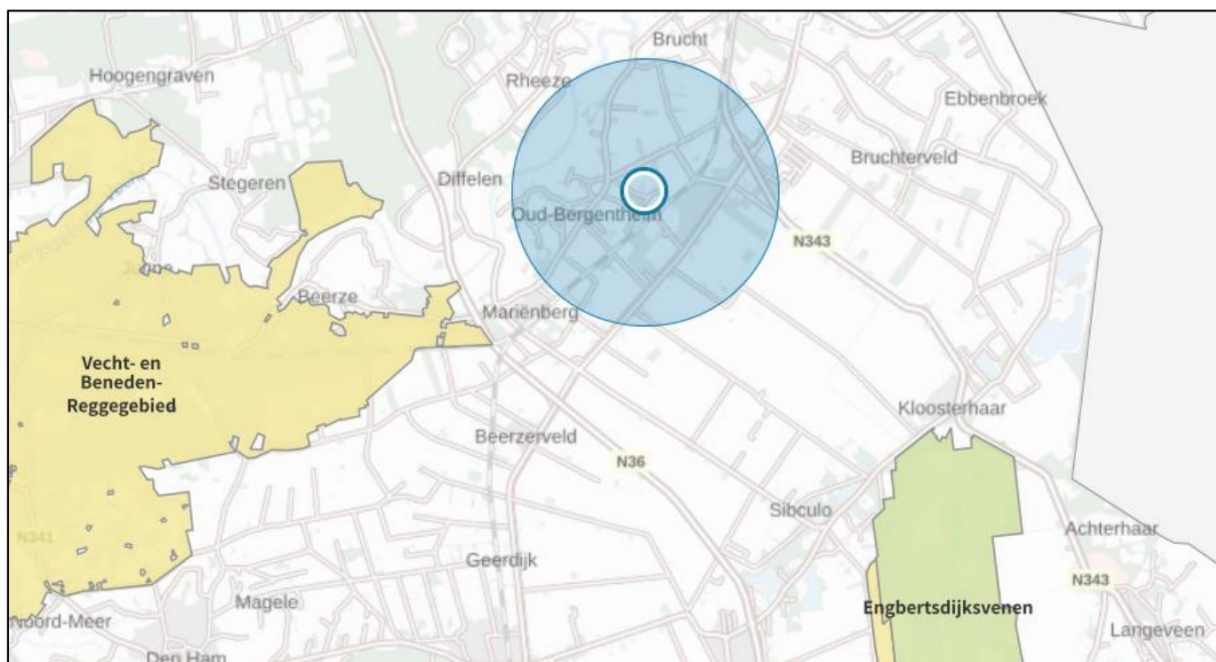 Brucht
Hoogengraven
Rheeze
Ebbenbroek
Bruchterveld
Stegeren
Diffelen
Oud-Bergentheim
N343
Junne
Beerze
Mariënberg
Vecht- en
Beneden-
Reggegebied
Kloosterhaar
Beerzerveld
N36
Sibculo
Achterhaar
N341
Geerdijk
N343
Magele
Engbertsdijksvenen
Noord-Meer
Langeveen
Den Ham